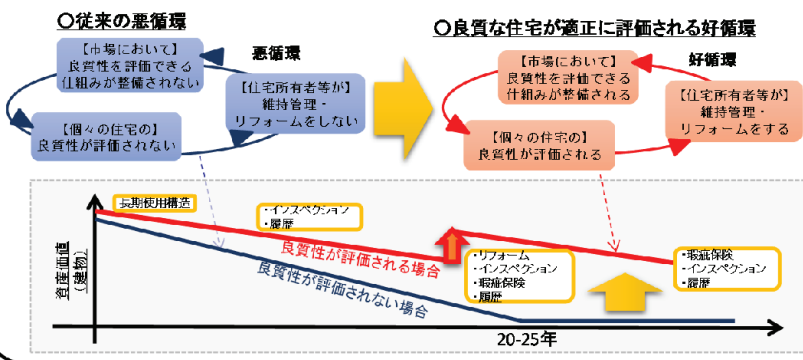 〇従来の悪循環
【市場において】
良質性を評価できる
仕組みが整備されない
悪循環
【住宅所有者等が】
維持管理・
リフォームをしない
【個々の住宅の】
良質性が評価されない
〇良質な住宅が適正に評価される好循環
【市場において】
良質性を評価できる
仕組みが整備される
好循環
【住宅所有者等が】
維持管理・
リフォームをする
【個々の住宅の】
良質性が評価される
資産価値
(建物)
長期使用構造
・インスペクション
・履歴
良質性が評価される場合
良質性が評価されない場合
・リフォーム
・インスペクション
・瑕疵保険
・履歴
・瑕疵保険
・インスペクション
・履歴
20-25年